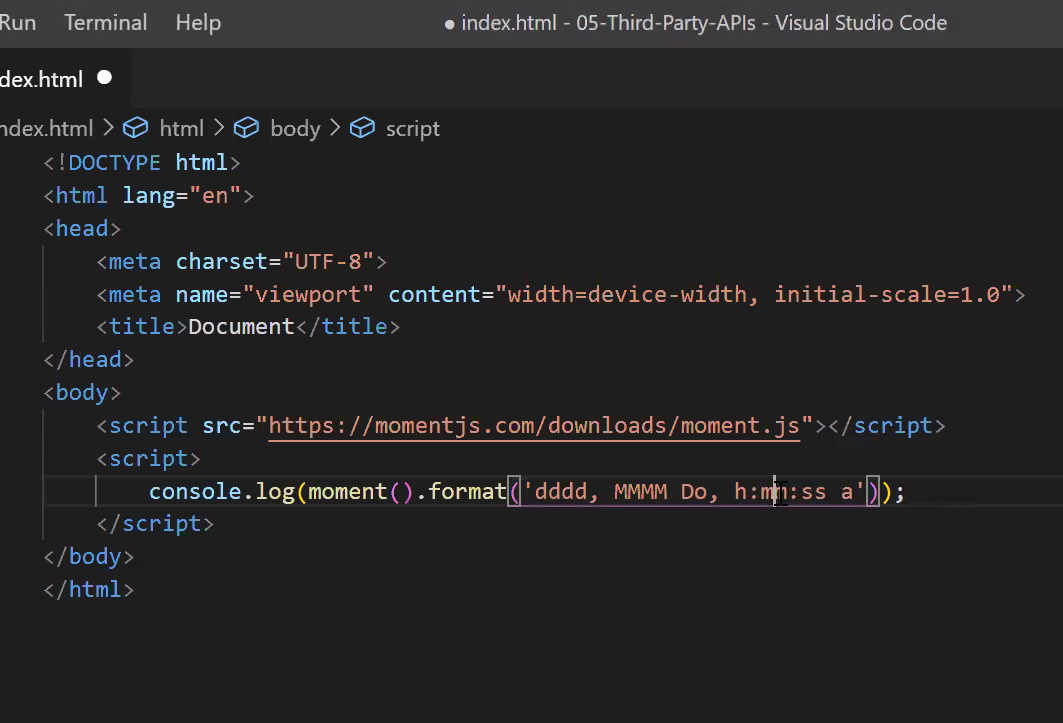 Run Terminal Help ● index.html - 05-Third-Party-APIs - Visual Studio Code
dex.html ●
ndex.html > html > body > script
<!DOCTYPE html>
<html lang="en">
<head>
<meta charset="UTF-8">
<meta name="viewport" content="width=device-width, initial-scale=1.0">
<title>Document</title>
</head>
<body>
<script src="https://momentjs.com/downloads/moment.js"></script>
<script>
console.log(moment().format('dddd, MMMM Do, h:mm:ss a'));
</script>
</body>
</html>